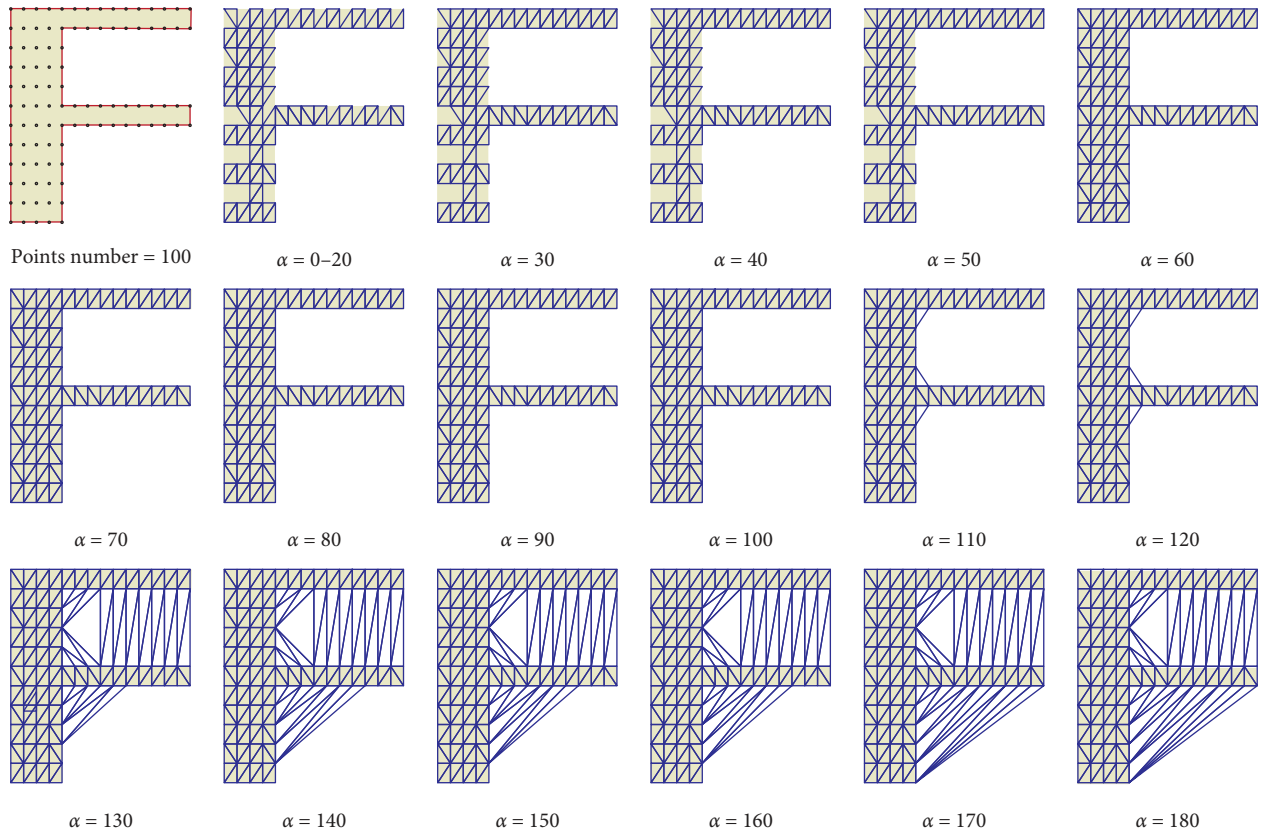 Points number = 100
α = 0–20
α = 30
α = 40
α = 50
α = 60
α = 70
α = 80
α = 90
α = 100
α = 110
α = 120
α = 130
α = 140
α = 150
α = 160
α = 170
α = 180